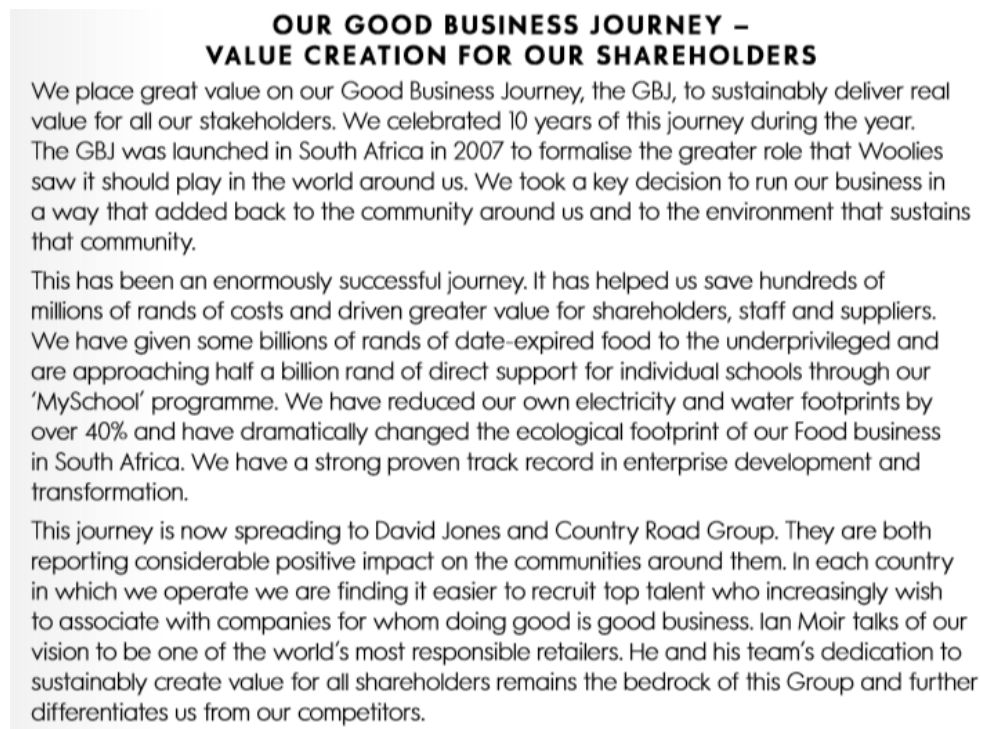 OUR GOOD BUSINESS JOURNEY –
VALUE CREATION FOR OUR SHAREHOLDERS
We place great value on our Good Business Journey, the GBJ, to sustainably deliver real
value for all our stakeholders. We celebrated 10 years of this journey during the year.
The GBJ was launched in South Africa in 2007 to formalise the greater role that Woolies
saw it should play in the world around us. We took a key decision to run our business in
a way that added back to the community around us and to the environment that sustains
that community.
This has been an enormously successful journey. It has helped us save hundreds of
millions of rands of costs and driven greater value for shareholders, staff and suppliers.
We have given some billions of rands of date-expired food to the underprivileged and
are approaching half a billion rand of direct support for individual schools through our
‘MySchool’ programme. We have reduced our own electricity and water footprints by
over 40% and have dramatically changed the ecological footprint of our Food business
in South Africa. We have a strong proven track record in enterprise development and
transformation.
This journey is now spreading to David Jones and Country Road Group. They are both
reporting considerable positive impact on the communities around them. In each country
in which we operate we are finding it easier to recruit top talent who increasingly wish
to associate with companies for whom doing good is good business. Ian Moir talks of our
vision to be one of the world’s most responsible retailers. He and his team’s dedication to
sustainably create value for all shareholders remains the bedrock of this Group and further
differentiates us from our competitors.